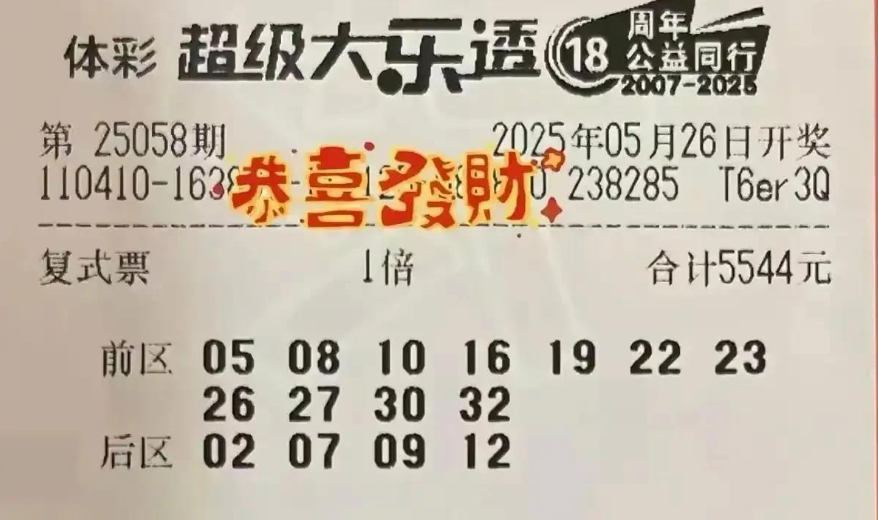 体彩 超级大乐透 18 周年
公益同行
2007-2025
第 25058期 2025年05月26日开奖
110410-163 238285 T6er3Q
恭喜發財
复式票 1倍 合计5544元
前区 05 08 10 16 19 22 23
26 27 30 32
后区 02 07 09 12